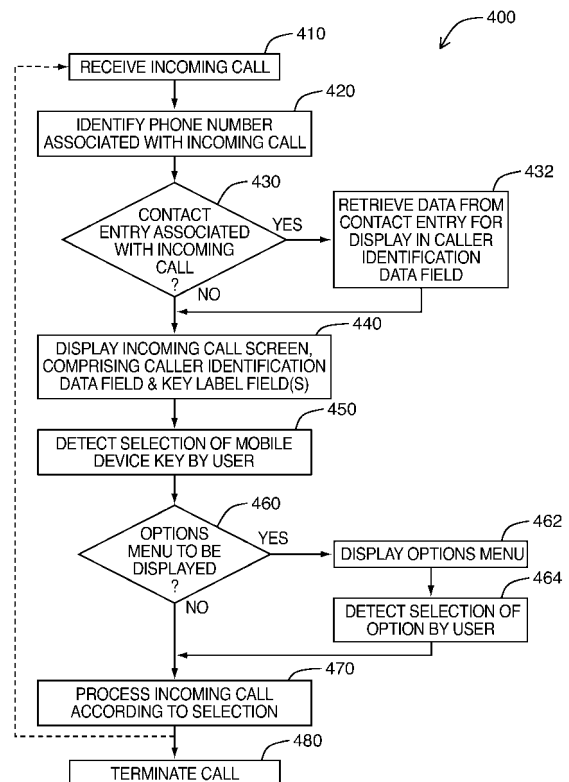 400
410
RECEIVE INCOMING CALL
420
IDENTIFY PHONE NUMBER
ASSOCIATED WITH INCOMING CALL
430
CONTACT
ENTRY ASSOCIATED
WITH INCOMING
CALL
?
YES
NO
432
RETRIEVE DATA FROM
CONTACT ENTRY FOR
DISPLAY IN CALLER
IDENTIFICATION
DATA FIELD
440
DISPLAY INCOMING CALL SCREEN,
COMPRISING CALLER IDENTIFICATION
DATA FIELD & KEY LABEL FIELD(S)
450
DETECT SELECTION OF MOBILE
DEVICE KEY BY USER
460
OPTIONS
MENU TO BE
DISPLAYED
?
YES
NO
462
DISPLAY OPTIONS MENU
464
DETECT SELECTION OF
OPTION BY USER
470
PROCESS INCOMING CALL
ACCORDING TO SELECTION
480
TERMINATE CALL